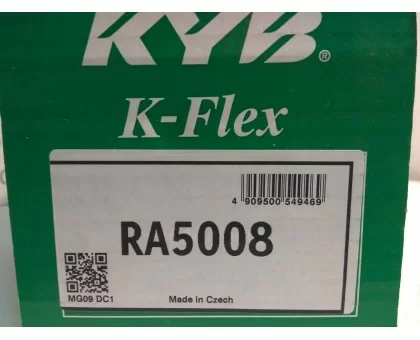 KYB®
K-Flex
4 909500 549469
RA5008
MG09 DC1
Made in Czech